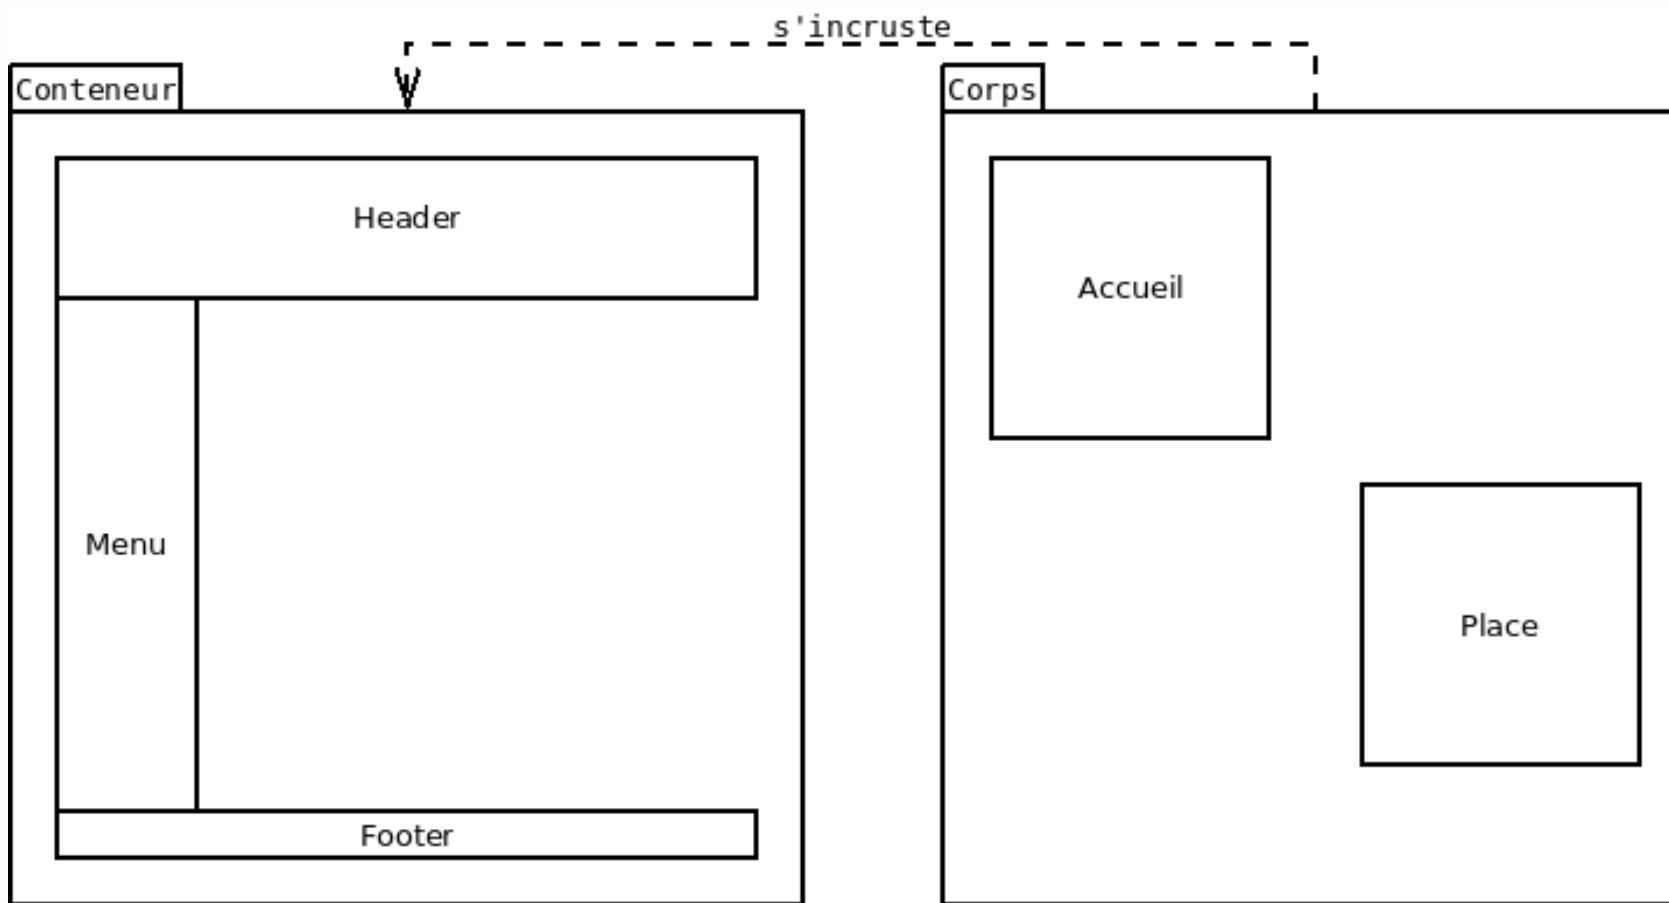 s'incruste
Conteneur
Corps
Header
Accueil
Menu
Place
Footer